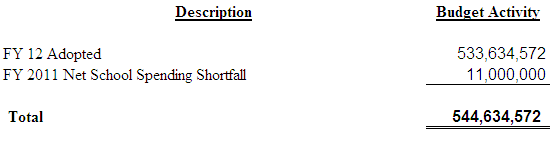 Description Budget Activity
FY 12 Adopted 533,634,572
FY 2011 Net School Spending Shortfall 11,000,000
Total 544,634,572